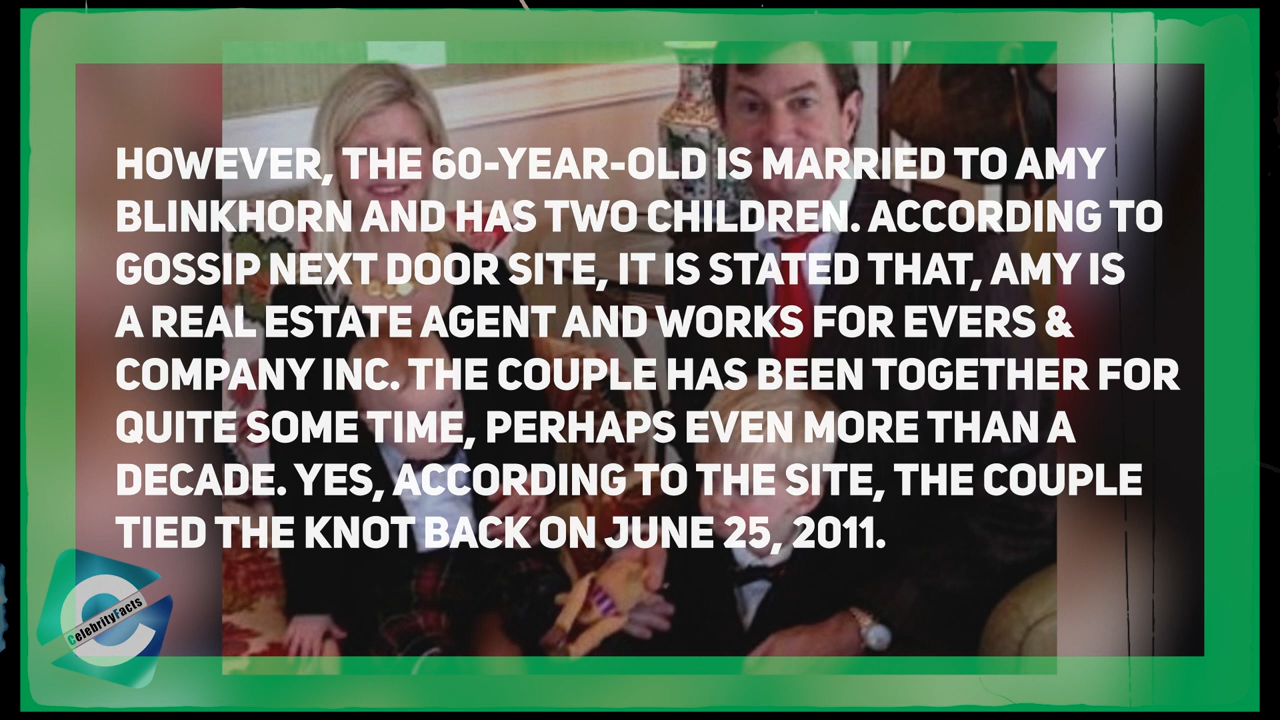 HOWEVER, THE 60-YEAR-OLD IS MARRIED TO AMY
BLINKHORN AND HAS TWO CHILDREN. ACCORDING TO
GOSSIP NEXT DOOR SITE, IT IS STATED THAT, AMY IS
A REAL ESTATE AGENT AND WORKS FOR EVERS &
COMPANY INC. THE COUPLE HAS BEEN TOGETHER FOR
QUITE SOME TIME, PERHAPS EVEN MORE THAN A
DECADE. YES, ACCORDING TO THE SITE, THE COUPLE
TIED THE KNOT BACK ON JUNE 25, 2011.
CelebrityFacts